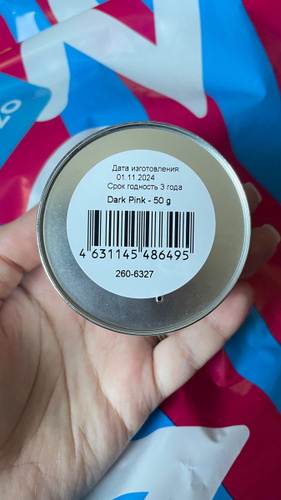 Дата изготовления
01.11.2024
Срок годность 3 года
Dark Pink - 50 g
4 631145 486495
260-6327